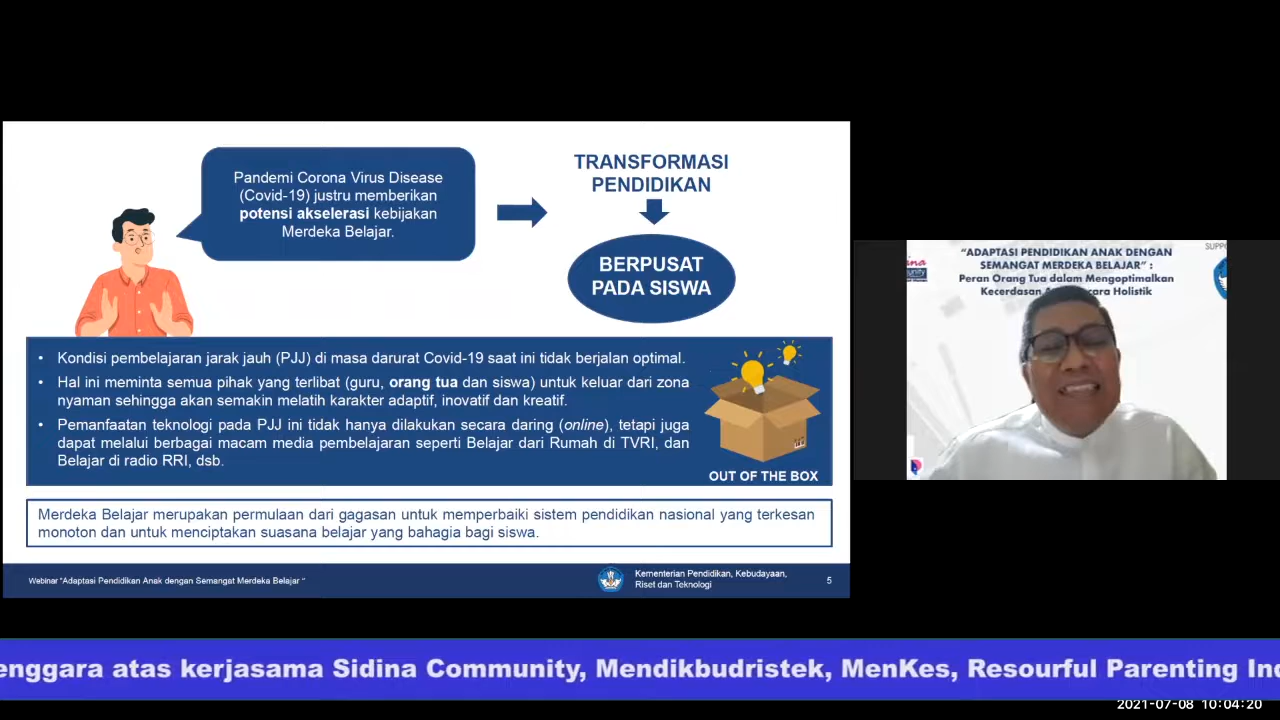 Pandemi Corona Virus Disease
(Covid-19) justru memberikan
potensi akselerasi kebijakan
Merdeka Belajar.
TRANSFORMASI
PENDIDIKAN
BERPUSAT
PADA SISWA
• Kondisi pembelajaran jarak jauh (PJJ) di masa darurat Covid-19 saat ini tidak berjalan optimal.
• Hal ini meminta semua pihak yang terlibat (guru, orang tua dan siswa) untuk keluar dari zona
nyaman sehingga akan semakin melatih karakter adaptif, inovatif dan kreatif.
• Pemanfaatan teknologi pada PJJ ini tidak hanya dilakukan secara daring (online), tetapi juga
dapat melalui berbagai macam media pembelajaran seperti Belajar dari Rumah di TVRI, dan
Belajar di radio RRI, dsb.
OUT OF THE BOX
Merdeka Belajar merupakan permulaan dari gagasan untuk memperbaiki sistem pendidikan nasional yang terkesan
monoton dan untuk menciptakan suasana belajar yang bahagia bagi siswa.
Webinar “Adaptasi Pendidikan Anak dengan Semangat Merdeka Belajar “
Kementerian Pendidikan, Kebudayaan,
Riset dan Teknologi
5
“ADAPTASI PENDIDIKAN ANAK DENGAN
SEMANGAT MERDEKA BELAJAR” :
Peran Orang Tua dalam Mengoptimalkan
Kecerdasan Holistik
enggara atas kerjasama Sidina Community, Mendikbudristek, MenKes, Resourful Parenting Ind
2021-07-08 10:04:20